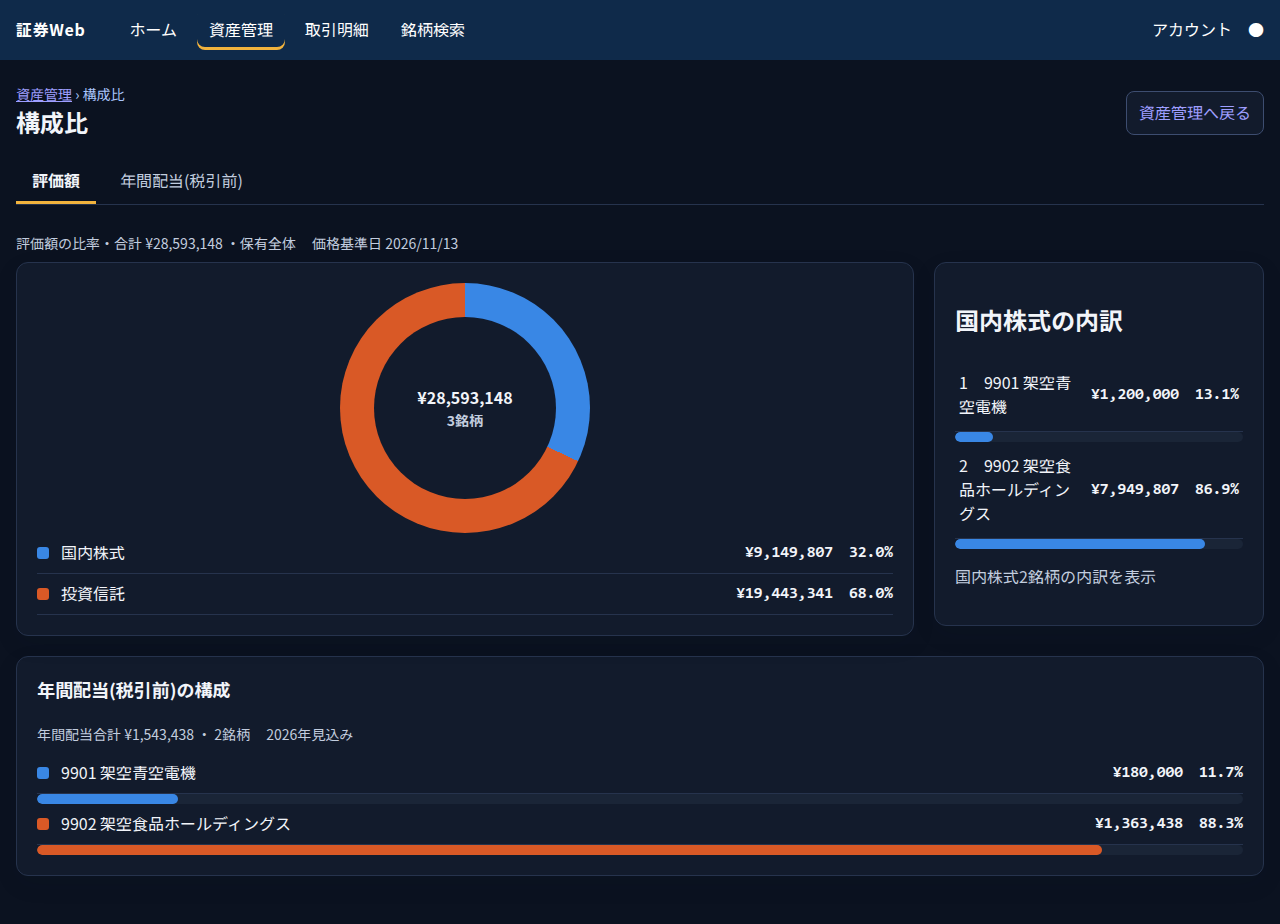 証券Web ホーム 資産管理 取引明細 銘柄検索 アカウント
資産管理 › 構成比
構成比
資産管理へ戻る
評価額 年間配当(税引前)
評価額の比率・合計 ¥28,593,148 ・保有全体 価格基準日 2026/11/13
¥28,593,148
3銘柄
国内株式 ¥9,149,807 32.0%
投資信託 ¥19,443,341 68.0%
国内株式の内訳
1 9901 架空青
空電機
¥1,200,000 13.1%
2 9902 架空食
品ホールディン
グス
¥7,949,807 86.9%
国内株式2銘柄の内訳を表示
年間配当(税引前)の構成
年間配当合計 ¥1,543,438 ・ 2銘柄 2026年見込み
9901 架空青空電機 ¥180,000 11.7%
9902 架空食品ホールディングス ¥1,363,438 88.3%